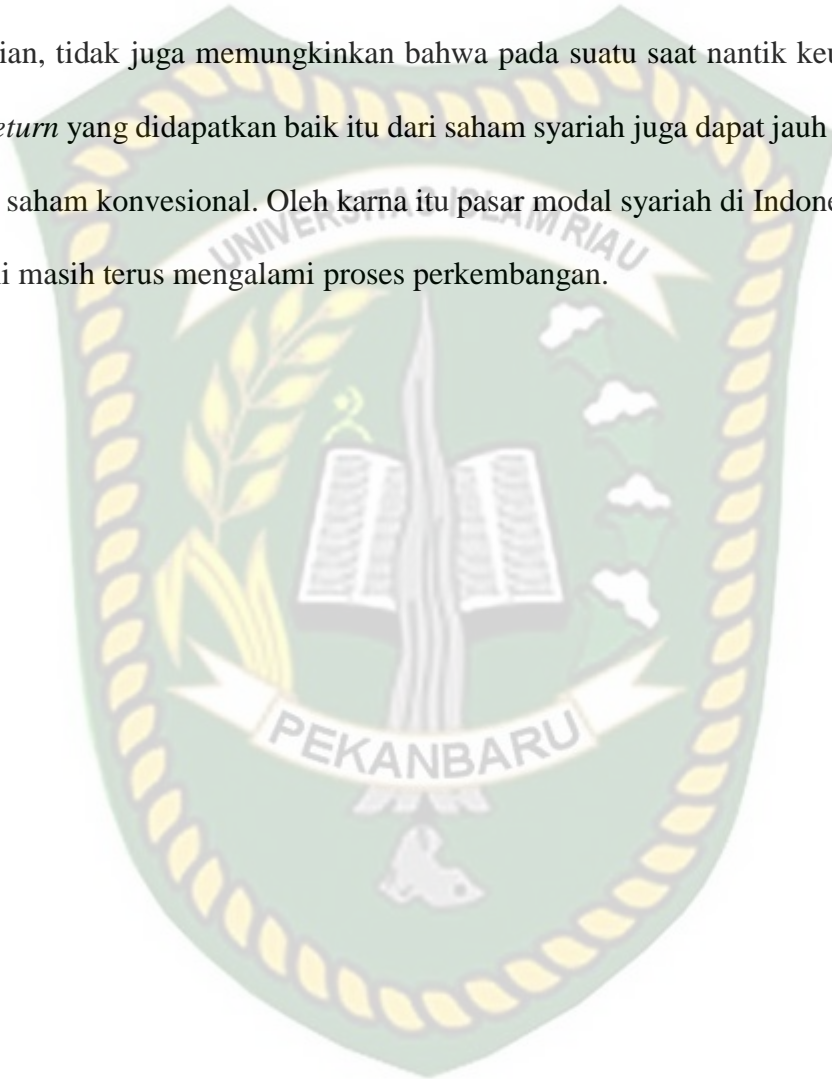 ian, tidak juga memungkinkan bahwa pada suatu saat nantik keu
eturn yang didapatkan baik itu dari saham syariah juga dapat jauh
saham konvesional. Oleh karna itu pasar modal syariah di Indone
i masih terus mengalami proses perkembangan.
UNIVERSITAS ISLAM RIAU
PEKANBARU